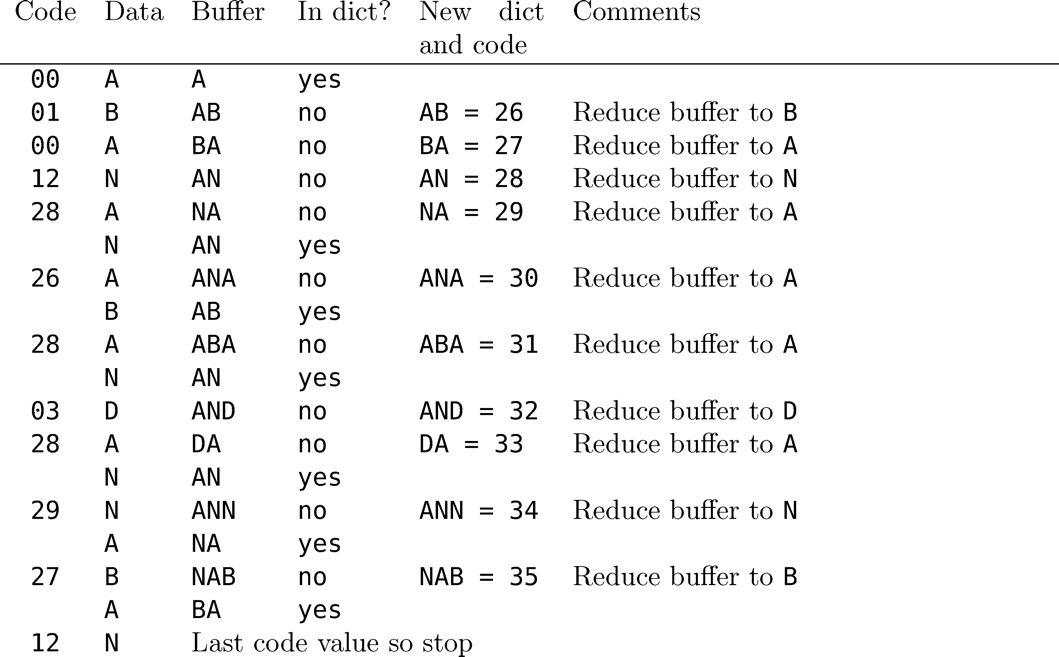 Code Data Buffer In dict? New dict Comments
and code
00 A A yes
01 B AB no AB = 26 Reduce buffer to B
00 A BA no BA = 27 Reduce buffer to A
12 N AN no AN = 28 Reduce buffer to N
28 A NA no NA = 29 Reduce buffer to A
N AN yes
26 A ANA no ANA = 30 Reduce buffer to A
B AB yes
28 A ABA no ABA = 31 Reduce buffer to A
N AN yes
03 D AND no AND = 32 Reduce buffer to D
28 A DA no DA = 33 Reduce buffer to A
N AN yes
29 N ANN no ANN = 34 Reduce buffer to N
A NA yes
27 B NAB no NAB = 35 Reduce buffer to B
A BA yes
12 N Last code value so stop